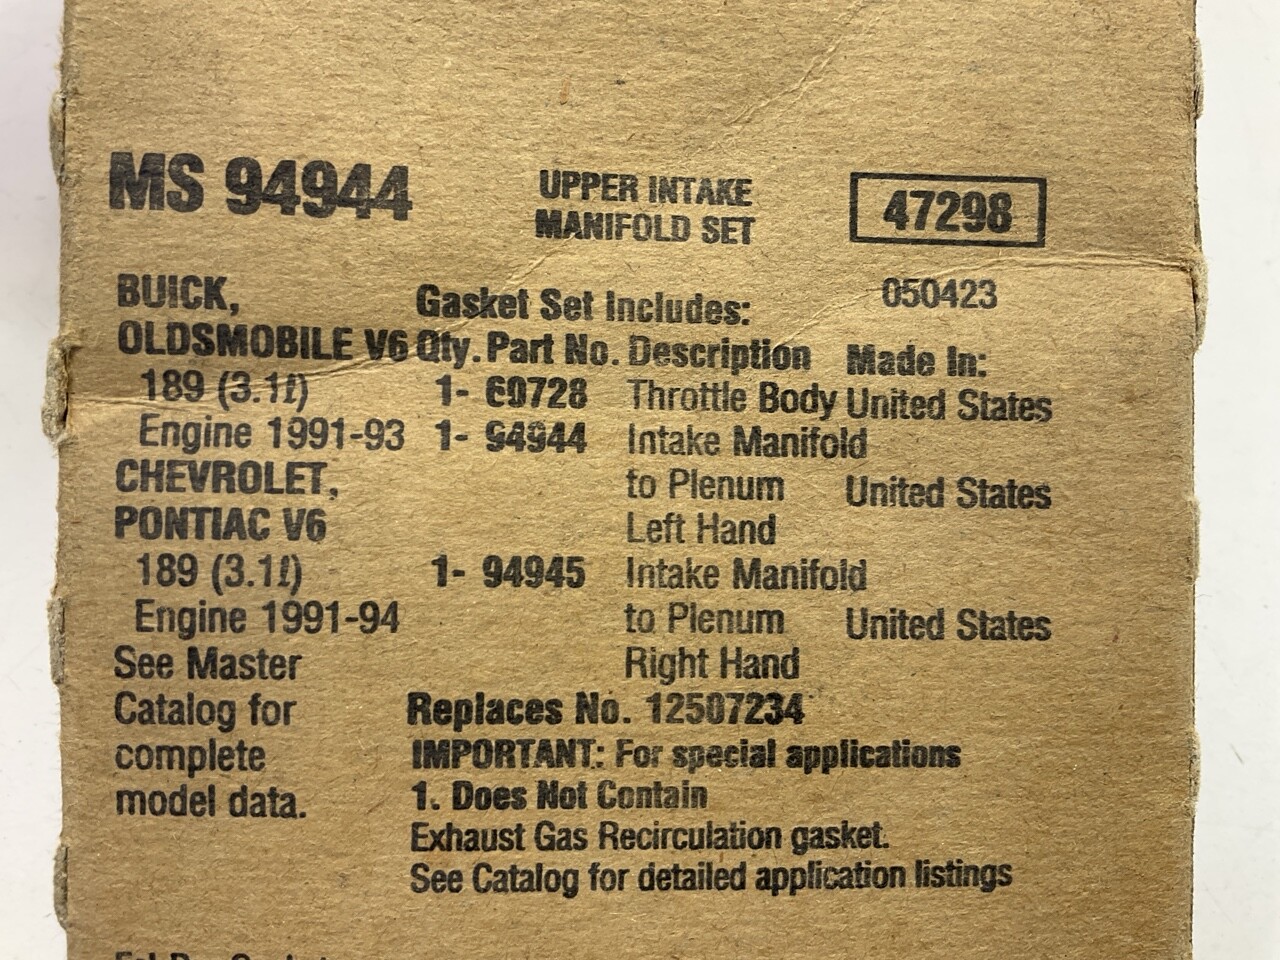 MS 94944
UPPER INTAKE
MANIFOLD SET
47298
050423
BUICK,
OLDSMOBILE V6
189 (3.1ℓ)
Engine 1991-93
CHEVROLET,
PONTIAC V6
189 (3.1ℓ)
Engine 1991-94
See Master
Catalog for
complete
model data.
Gasket Set Includes:
Qty. Part No. Description Made In:
1- 60728 Throttle Body United States
1- 94944 Intake Manifold
to Plenum United States
Left Hand
1- 94945 Intake Manifold
to Plenum United States
Right Hand
Replaces No. 12507234
IMPORTANT: For special applications
1. Does Not Contain
Exhaust Gas Recirculation gasket.
See Catalog for detailed application listings